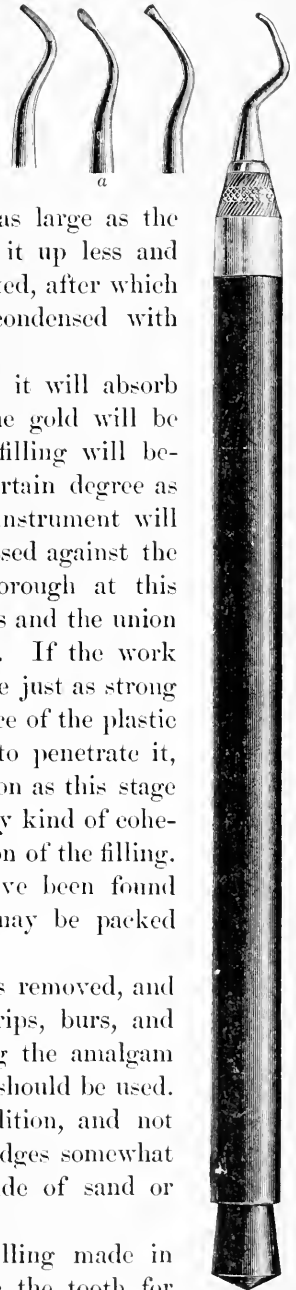 a
as large as the
it up less and
ted, after which
condensed with
it will absorb
ne gold will be
filling will be-
rtain degree as
instrument will
sed against the
orough at this
s and the union
. If the work
e just as strong
re of the plastic
to penetrate it,
on as this stage
y kind of cohe-
on of the filling.
ve been found
may be packed
s removed, and
rips, burs, and
g the amalgam
should be used.
dition, and not
dges somewhat
de of sand or
lling made in
the tooth for